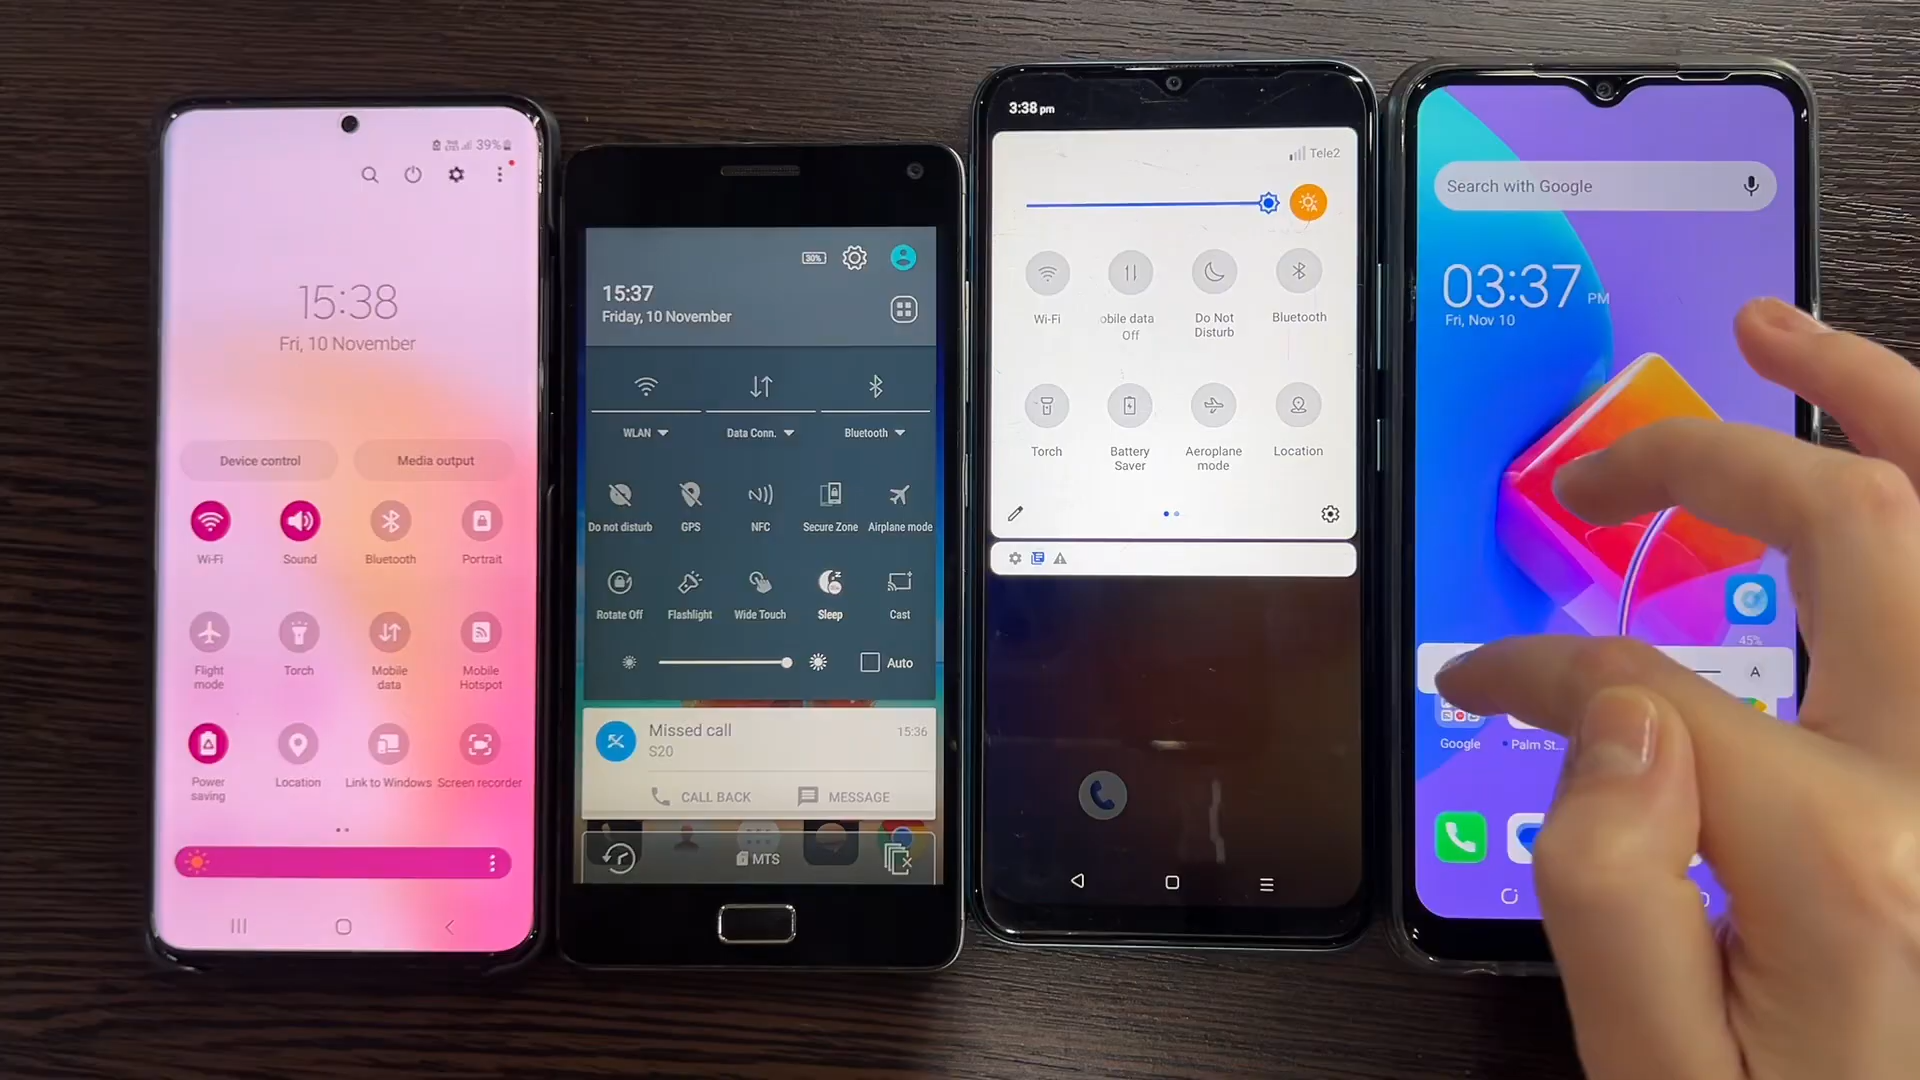 39%
15:38
Fri, 10 November
Device control
Media output
Wi-Fi
Sound
Bluetooth
Portrait
Flight mode
Torch
Mobile data
Mobile Hotspot
Power saving
Location
Link to Windows
Screen recorder
30%
15:37
Friday, 10 November
WLAN
Data Conn.
Bluetooth
Do not disturb
GPS
NFC
Secure Zone
Airplane mode
Rotate Off
Flashlight
Wide Touch
Sleep
Cast
Auto
Missed call
15:36
S20
CALL BACK
MESSAGE
MTS
3:38 pm
Tele2
Wi-Fi
obile data
Off
Do Not
Disturb
Bluetooth
Torch
Battery
Saver
Aeroplane
mode
Location
Search with Google
03:37 PM
Fri, Nov 10
45%
A
Google
Palm St...